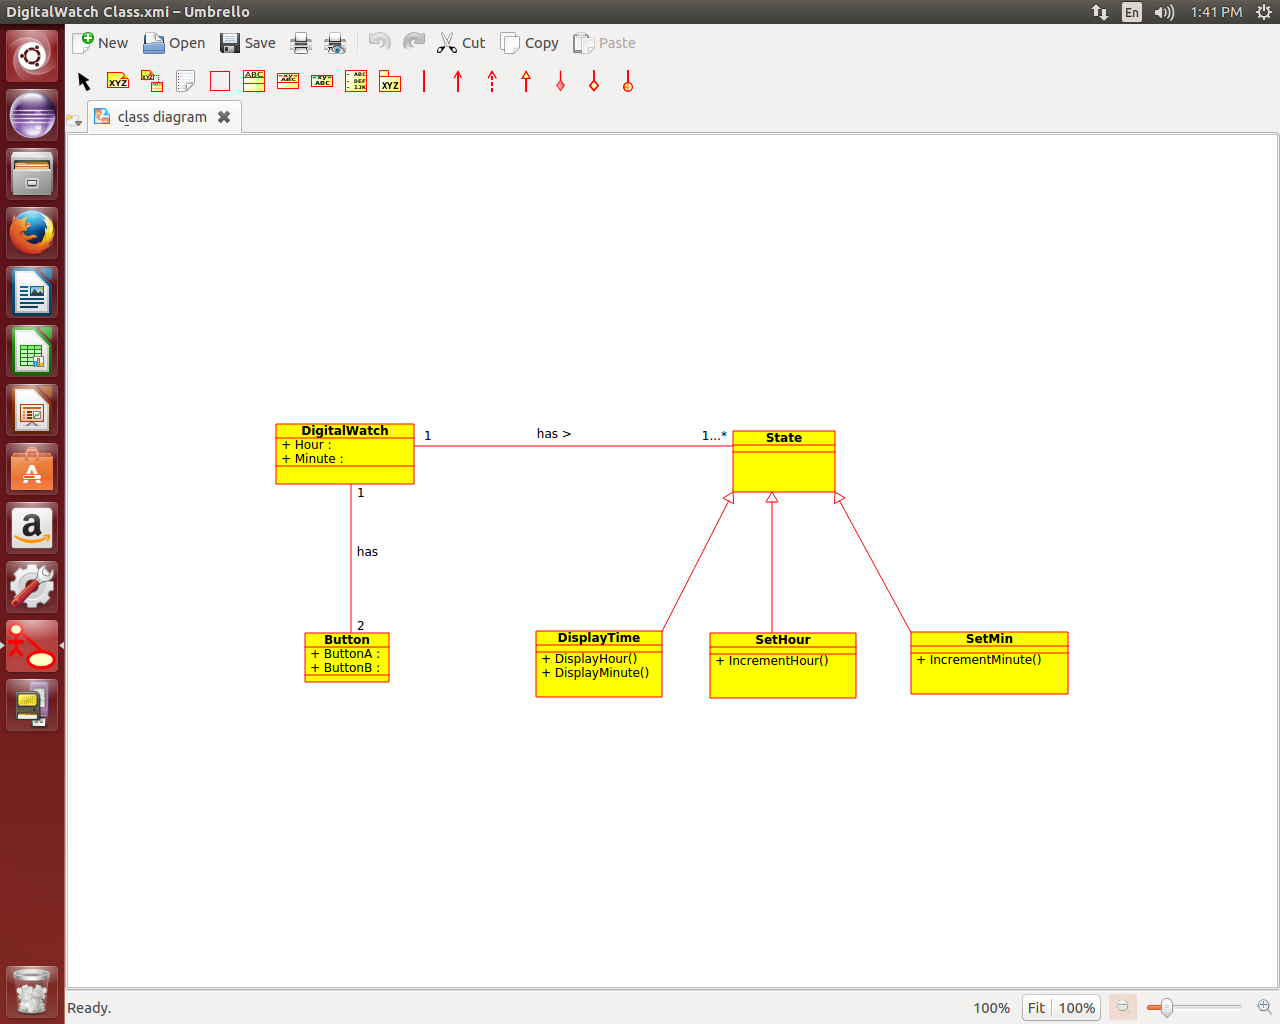 DigitalWatch Class.xmi – Umbrello
En
1:41 PM
New
Open
Save
Cut
Copy
Paste
XYZ
XYZ
ABC
=xy=
ABC
=xy=
ABC
ABC
DEF
IJK
XYZ
class diagram
DigitalWatch
+ Hour :
+ Minute :
1
has >
1...*
State
1
has
2
Button
+ ButtonA :
+ ButtonB :
DisplayTime
+ DisplayHour()
+ DisplayMinute()
SetHour
+ IncrementHour()
SetMin
+ IncrementMinute()
Ready.
100%
Fit
100%